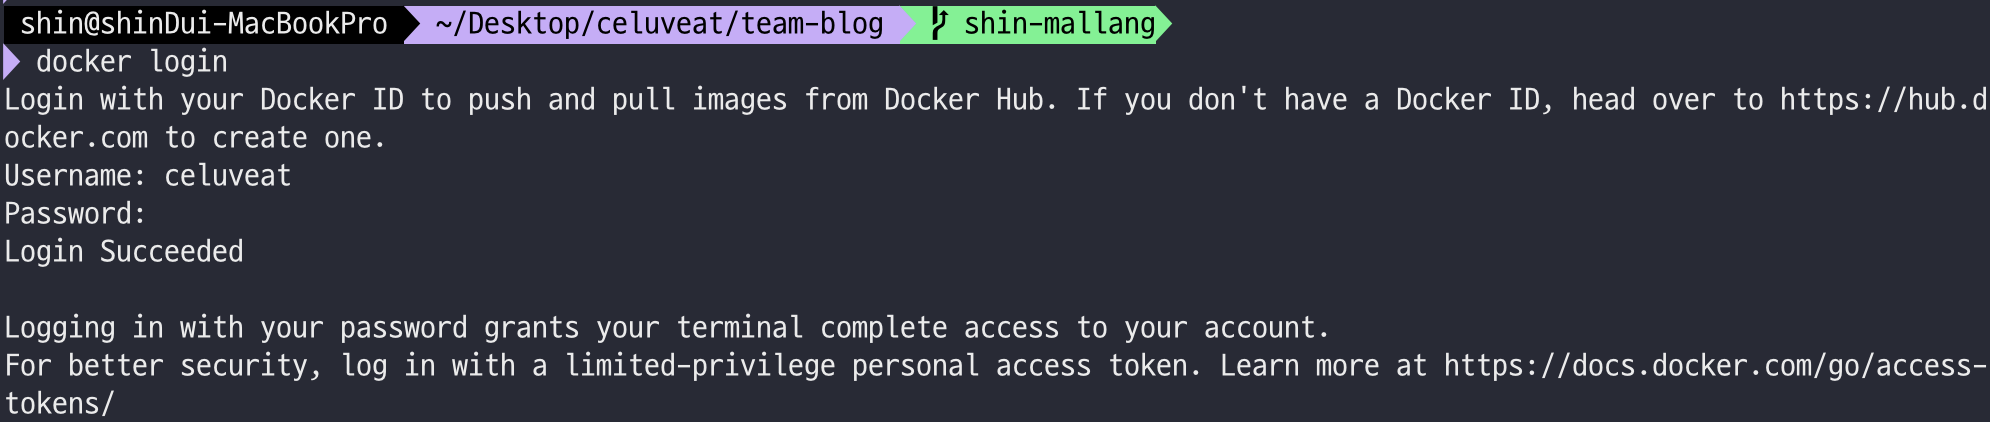 shin@shinDui-MacBookPro ~/Desktop/celuveat/team-blog shin-mallang
docker login
Login with your Docker ID to push and pull images from Docker Hub. If you don't have a Docker ID, head over to https://hub.d
ocker.com to create one.
Username: celuveat
Password:
Login Succeeded

Logging in with your password grants your terminal complete access to your account.
For better security, log in with a limited-privilege personal access token. Learn more at https://docs.docker.com/go/access-
tokens/